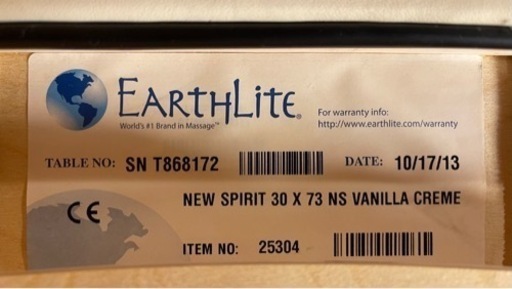 EARTHLITE®
World's #1 Brand in Massage™
For warranty info:
http://www.earthlite.com/warranty
TABLE NO: SN T868172 DATE: 10/17/13
CE NEW SPIRIT 30 X 73 NS VANILLA CREME
ITEM NO: 25304